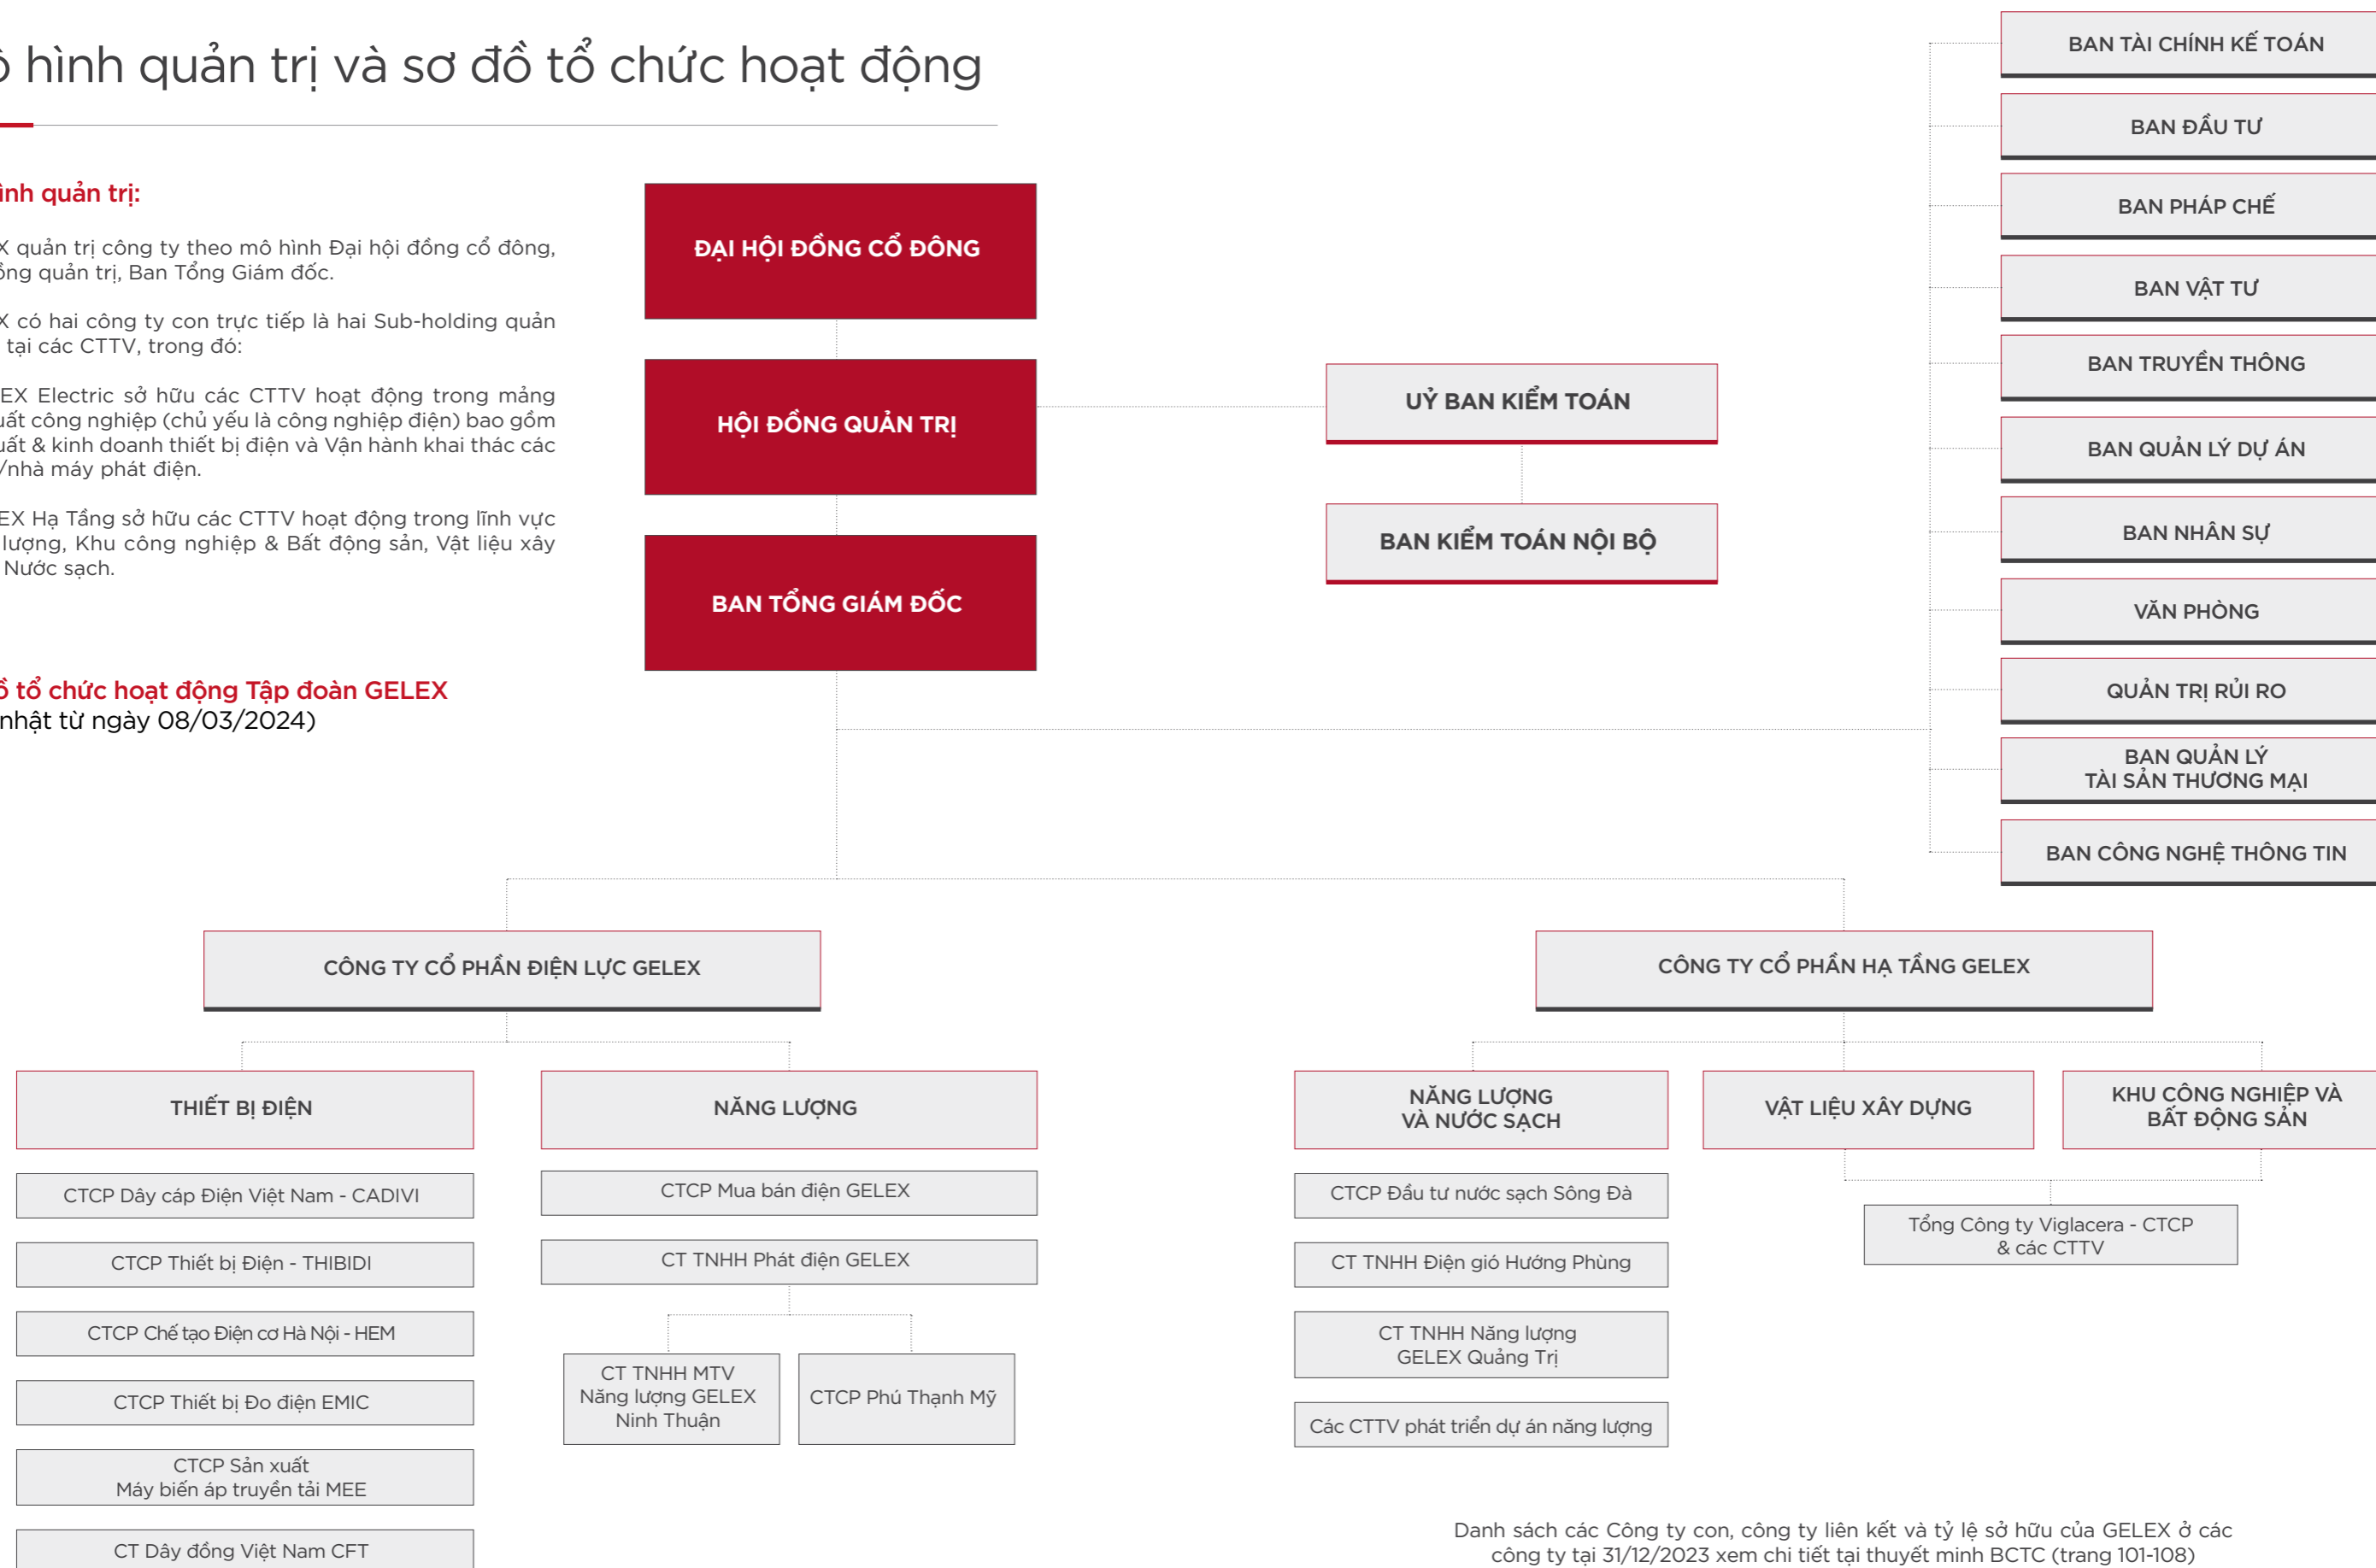 hình quản trị và sơ đồ tổ chức hoạt động
quản trị:
quản trị công ty theo mô hình Đại hội đồng cổ đông,
quản trị, Ban Tổng Giám đốc.
có hai công ty con trực tiếp là hai Sub-holding quản
tại các CTTV, trong đó:
Electric sở hữu các CTTV hoạt động trong mảng
công nghiệp (chủ yếu là công nghiệp điện) bao gồm
& kinh doanh thiết bị điện và Vận hành khai thác các
/nhà máy phát điện.
Hạ Tầng sở hữu các CTTV hoạt động trong lĩnh vực
lượng, Khu công nghiệp & Bất động sản, Vật liệu xây
Nước sạch.
tổ chức hoạt động Tập đoàn GELEX
nhật từ ngày 08/03/2024)
ĐẠI HỘI ĐỒNG CỔ ĐÔNG
HỘI ĐỒNG QUẢN TRỊ
BAN TỔNG GIÁM ĐỐC
UỶ BAN KIỂM TOÁN
BAN KIỂM TOÁN NỘI BỘ
BAN TÀI CHÍNH KẾ TOÁN
BAN ĐẦU TƯ
BAN PHÁP CHẾ
BAN VẬT TƯ
BAN TRUYỀN THÔNG
BAN QUẢN LÝ DỰ ÁN
BAN NHÂN SỰ
VĂN PHÒNG
QUẢN TRỊ RỦI RO
BAN QUẢN LÝ
TÀI SẢN THƯƠNG MẠI
BAN CÔNG NGHỆ THÔNG TIN
CÔNG TY CỔ PHẦN ĐIỆN LỰC GELEX
THIẾT BỊ ĐIỆN
CTCP Dây cáp Điện Việt Nam - CADIVI
CTCP Thiết bị Điện - THIBIDI
CTCP Chế tạo Điện cơ Hà Nội - HEM
CTCP Thiết bị Đo điện EMIC
CTCP Sản xuất
Máy biến áp truyền tải MEE
CT Dây đồng Việt Nam CFT
NĂNG LƯỢNG
CTCP Mua bán điện GELEX
CT TNHH Phát điện GELEX
CT TNHH MTV
Năng lượng GELEX
Ninh Thuận
CTCP Phú Thạnh Mỹ
CÔNG TY CỔ PHẦN HẠ TẦNG GELEX
NĂNG LƯỢNG
VÀ NƯỚC SẠCH
CTCP Đầu tư nước sạch Sông Đà
CT TNHH Điện gió Hướng Phùng
CT TNHH Năng lượng
GELEX Quảng Trị
Các CTTV phát triển dự án năng lượng
VẬT LIỆU XÂY DỰNG
KHU CÔNG NGHIỆP VÀ
BẤT ĐỘNG SẢN
Tổng Công ty Viglacera - CTCP
& các CTTV
Danh sách các Công ty con, công ty liên kết và tỷ lệ sở hữu của GELEX ở các
công ty tại 31/12/2023 xem chi tiết tại thuyết minh BCTC (trang 101-108)